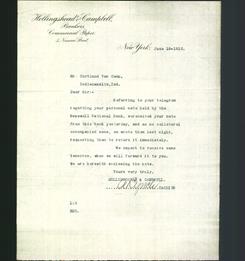 Hollingshead & Campbell,
Bankers
Commercial Paper
New York, June 18-1910.
Mr. Cortland Van Camp,
Indianapolis, Ind.
Dear Sir:-
Referring to your telegram
regarding your personal note held by the
National Bank, we received your note
from this bank yesterday, and as no collateral
accompanied same, we wrote them last night,
requesting them to return it immediately.
We expect to receive same
tomorrow, when we will forward it to you.
We are herewith enclosing the note.
Yours very truly,
HOLLINGSHEAD & CAMPBELL,
CASHIER